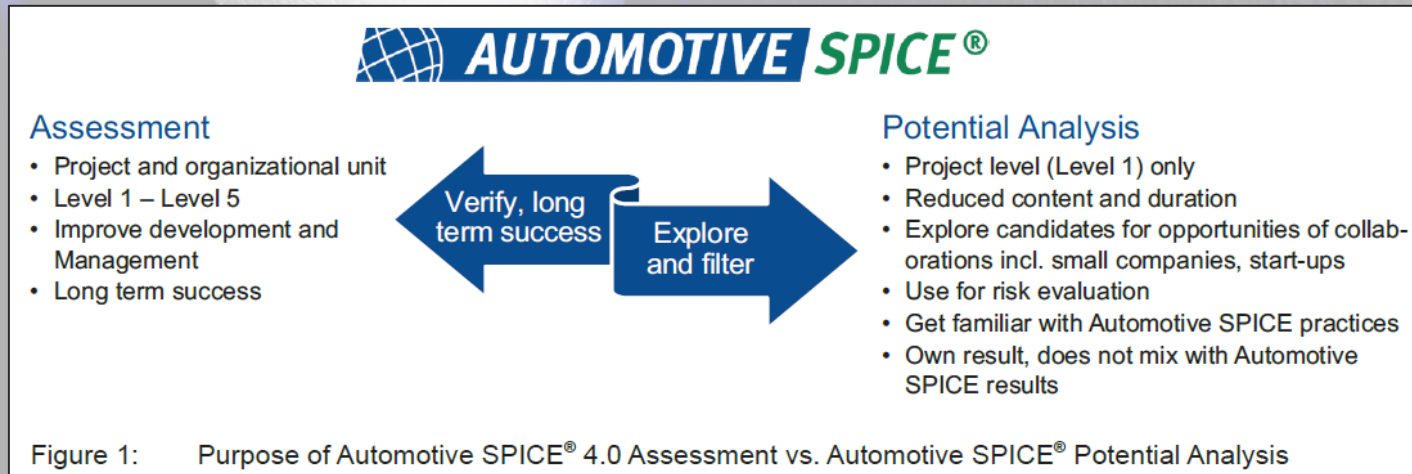 AUTOMOTIVE SPICE®
Assessment
• Project and organizational unit
• Level 1 – Level 5
• Improve development and
Management
• Long term success
Verify, long
term success
Explore
and filter
Potential Analysis
• Project level (Level 1) only
• Reduced content and duration
• Explore candidates for opportunities of collab-
orations incl. small companies, start-ups
• Use for risk evaluation
• Get familiar with Automotive SPICE practices
• Own result, does not mix with Automotive
SPICE results
Figure 1: Purpose of Automotive SPICE® 4.0 Assessment vs. Automotive SPICE® Potential Analysis